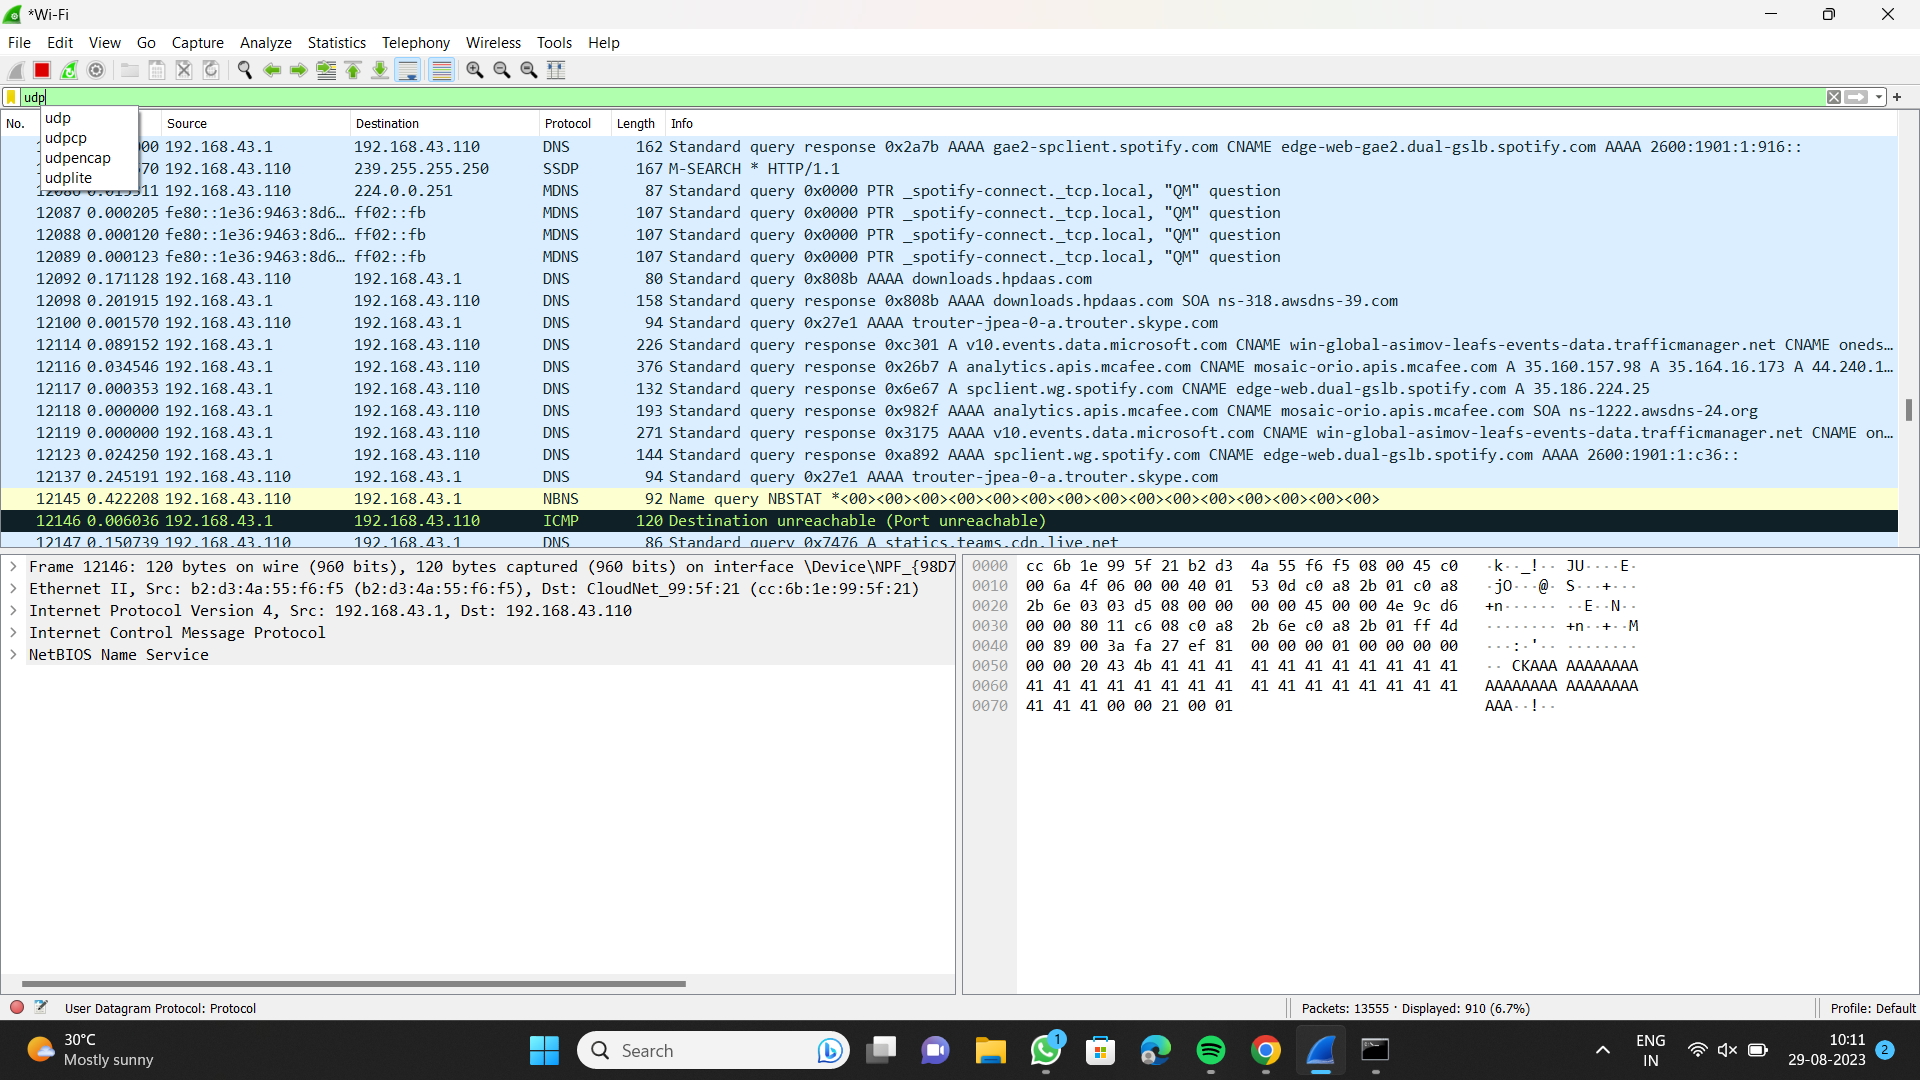 *Wi-Fi
File Edit View Go Capture Analyze Statistics Telephony Wireless Tools Help
udp
udp
udpcp
udpencap
udplite
No. Source Destination Protocol Length Info
00 192.168.43.1 192.168.43.110 DNS 162 Standard query response 0x2a7b AAAA gae2-spclient.spotify.com CNAME edge-web-gae2.dual-gslb.spotify.com AAAA 2600:1901:1:916::
70 192.168.43.110 239.255.255.250 SSDP 167 M-SEARCH * HTTP/1.1
192.168.43.110 224.0.0.251 MDNS 87 Standard query 0x0000 PTR _spotify-connect._tcp.local, "QM" question
12087 0.000205 fe80::1e36:9463:8d6… ff02::fb MDNS 107 Standard query 0x0000 PTR _spotify-connect._tcp.local, "QM" question
12088 0.000120 fe80::1e36:9463:8d6… ff02::fb MDNS 107 Standard query 0x0000 PTR _spotify-connect._tcp.local, "QM" question
12089 0.000123 fe80::1e36:9463:8d6… ff02::fb MDNS 107 Standard query 0x0000 PTR _spotify-connect._tcp.local, "QM" question
12092 0.171128 192.168.43.110 192.168.43.1 DNS 80 Standard query 0x808b AAAA downloads.hpdaas.com
12098 0.201915 192.168.43.1 192.168.43.110 DNS 158 Standard query response 0x808b AAAA downloads.hpdaas.com SOA ns-318.awsdns-39.com
12100 0.001570 192.168.43.110 192.168.43.1 DNS 94 Standard query 0x27e1 AAAA trouter-jpea-0-a.trouter.skype.com
12114 0.089152 192.168.43.1 192.168.43.110 DNS 226 Standard query response 0xc301 A v10.events.data.microsoft.com CNAME win-global-asimov-leafs-events-data.trafficmanager.net CNAME oneds…
12116 0.034546 192.168.43.1 192.168.43.110 DNS 376 Standard query response 0x26b7 A analytics.apis.mcafee.com CNAME mosaic-orio.apis.mcafee.com A 35.160.157.98 A 35.164.16.173 A 44.240.1…
12117 0.000353 192.168.43.1 192.168.43.110 DNS 132 Standard query response 0x6e67 A spclient.wg.spotify.com CNAME edge-web.dual-gslb.spotify.com A 35.186.224.25
12118 0.000000 192.168.43.1 192.168.43.110 DNS 193 Standard query response 0x982f AAAA analytics.apis.mcafee.com CNAME mosaic-orio.apis.mcafee.com SOA ns-1222.awsdns-24.org
12119 0.000000 192.168.43.1 192.168.43.110 DNS 271 Standard query response 0x3175 AAAA v10.events.data.microsoft.com CNAME win-global-asimov-leafs-events-data.trafficmanager.net CNAME on…
12123 0.024250 192.168.43.1 192.168.43.110 DNS 144 Standard query response 0xa892 AAAA spclient.wg.spotify.com CNAME edge-web.dual-gslb.spotify.com AAAA 2600:1901:1:c36::
12137 0.245191 192.168.43.110 192.168.43.1 DNS 94 Standard query 0x27e1 AAAA trouter-jpea-0-a.trouter.skype.com
12145 0.422208 192.168.43.110 192.168.43.1 NBNS 92 Name query NBSTAT *<00><00><00><00><00><00><00><00><00><00><00><00><00><00><00>
12146 0.006036 192.168.43.1 192.168.43.110 ICMP 120 Destination unreachable (Port unreachable)
12147 0.150739 192.168.43.110 192.168.43.1 DNS 86 Standard query 0x7476 A statics.teams.cdn.live.net
Frame 12146: 120 bytes on wire (960 bits), 120 bytes captured (960 bits) on interface \Device\NPF_{98D7
Ethernet II, Src: b2:d3:4a:55:f6:f5 (b2:d3:4a:55:f6:f5), Dst: CloudNet_99:5f:21 (cc:6b:1e:99:5f:21)
Internet Protocol Version 4, Src: 192.168.43.1, Dst: 192.168.43.110
Internet Control Message Protocol
NetBIOS Name Service
0000 cc 6b 1e 99 5f 21 b2 d3 4a 55 f6 f5 08 00 45 c0 ·k··_!·· JU····E·
0010 00 6a 4f 06 00 00 40 01 53 0d c0 a8 2b 01 c0 a8 ·jO···@· S···+···
0020 2b 6e 03 03 d5 08 00 00 00 00 45 00 00 4e 9c d6 +n······ ··E··N··
0030 00 00 80 11 c6 08 c0 a8 2b 6e c0 a8 2b 01 ff 4d ········ +n··+··M
0040 00 89 00 3a fa 27 ef 81 00 00 00 01 00 00 00 00 ···:·'·· ········
0050 00 00 20 43 4b 41 41 41 41 41 41 41 41 41 41 41 ·· CKAAA AAAAAAAA
0060 41 41 41 41 41 41 41 41 41 41 41 41 41 41 41 41 AAAAAAAA AAAAAAAA
0070 41 41 41 00 00 21 00 01 AAA··!··
User Datagram Protocol: Protocol
Packets: 13555 · Displayed: 910 (6.7%)
Profile: Default
30°C
Mostly sunny
Search
1
ENG
IN
10:11
29-08-2023
2